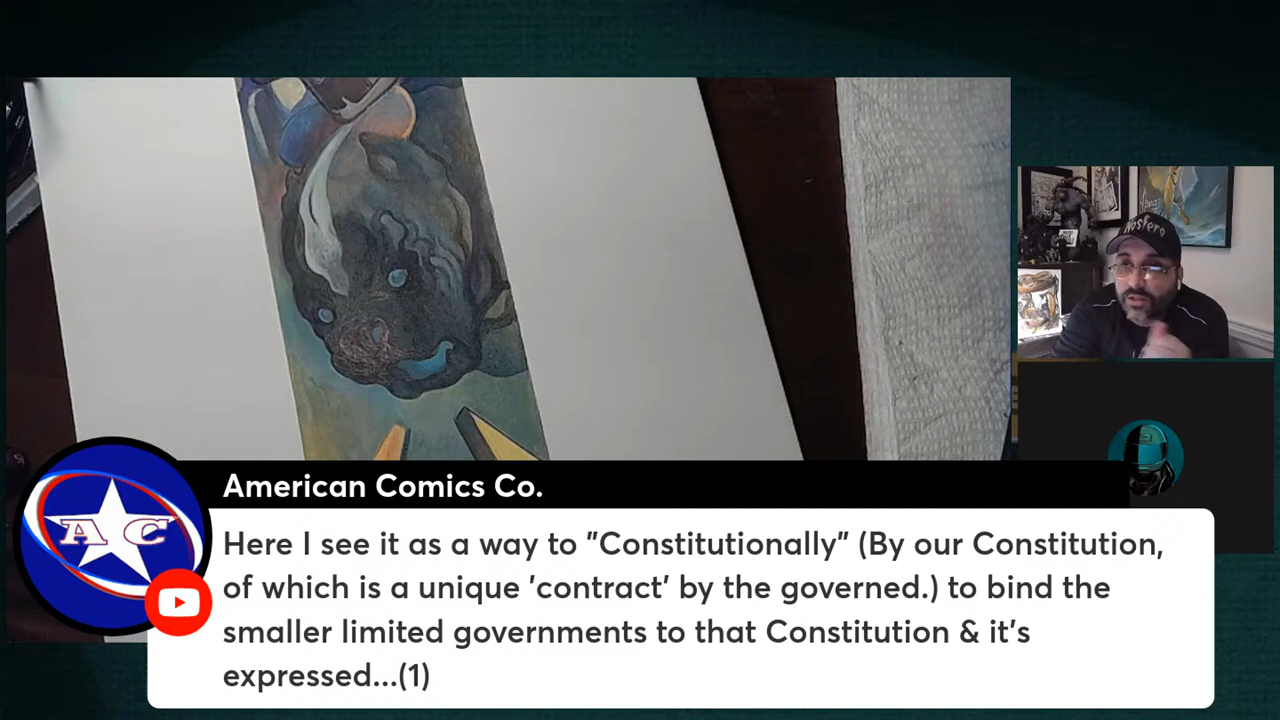 Nosfero
American Comics Co.
A C
Here I see it as a way to "Constitutionally" (By our Constitution,
of which is a unique 'contract' by the governed.) to bind the
smaller limited governments to that Constitution & it's
expressed...(1)